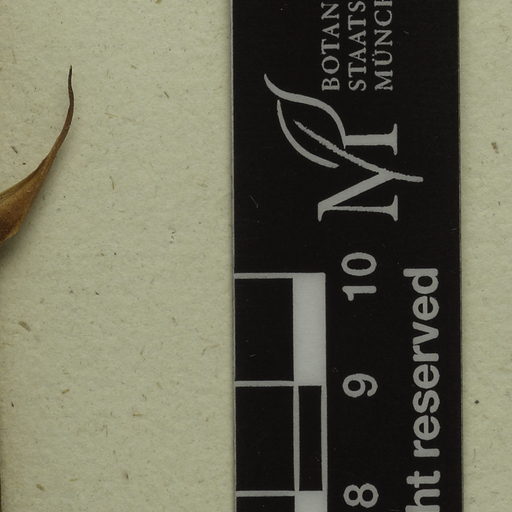 BOTAN
STAATS
MÜNCH
M
10
9
8
ht reserved